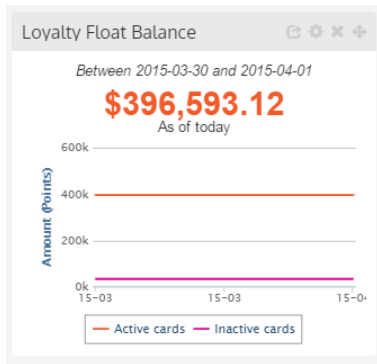 Loyalty Float Balance
Between 2015-03-30 and 2015-04-01
$396,593.12
As of today
Amount (Points)
600k
400k
200k
0k
15-03 15-03 15-04
Active cards Inactive cards